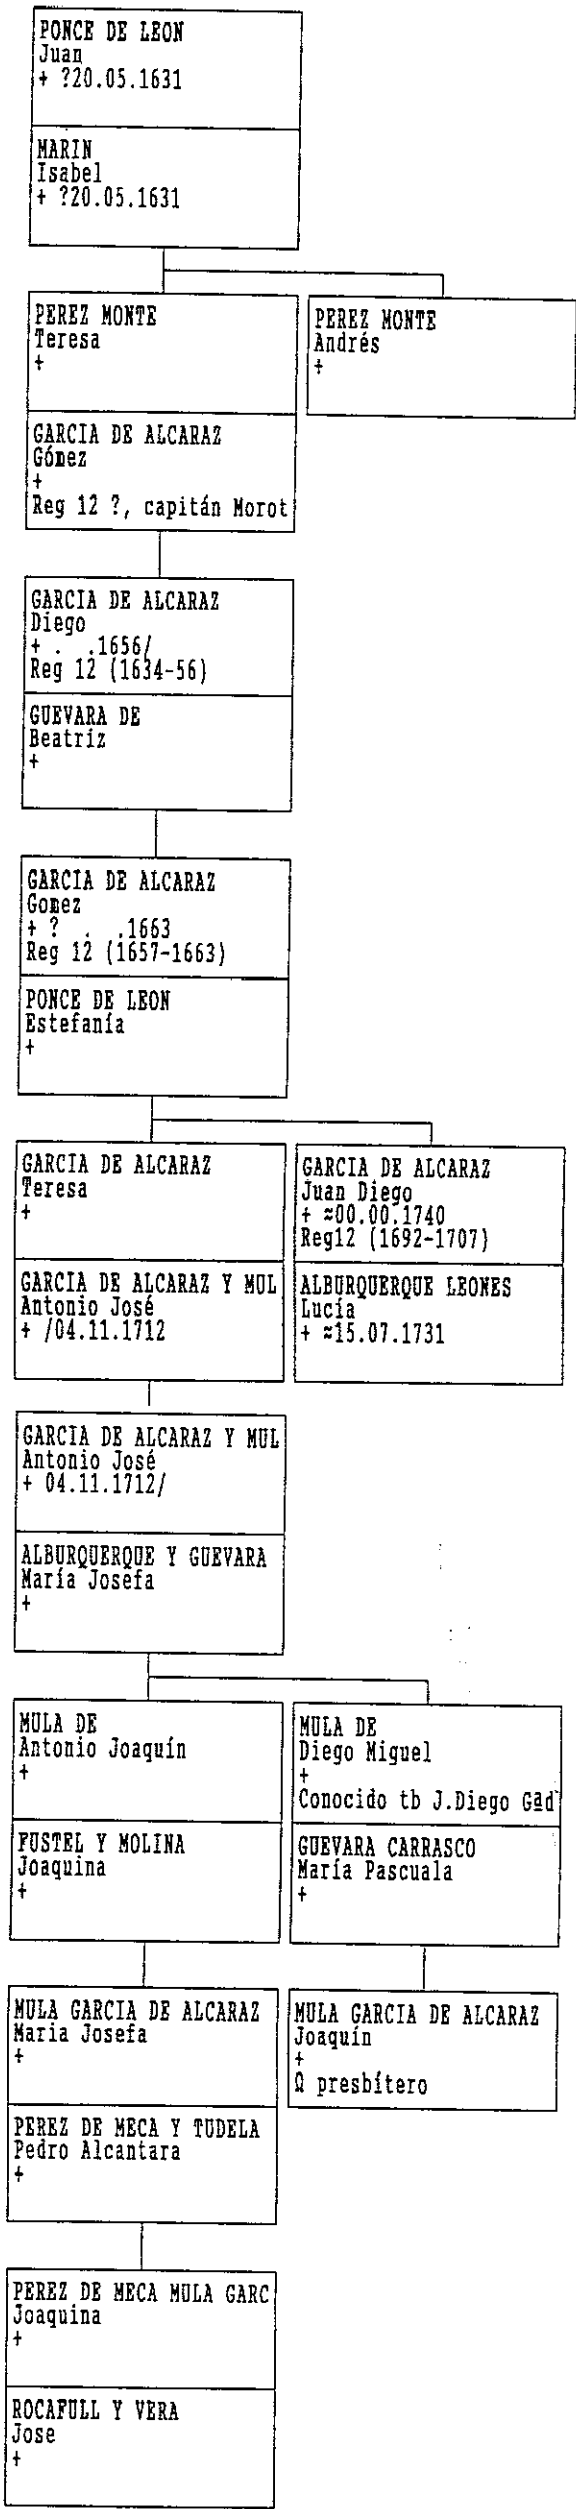 PONCE DE LEON
Juan
+ ?20.05.1631
MARIN
Isabel
+ ?20.05.1631
PEREZ MONTE
Teresa
+
GARCIA DE ALCARAZ
Gómez
+
Reg 12 ?, capitán Morot
PEREZ MONTE
Andrés
+
GARCIA DE ALCARAZ
Diego
+ . .1656/
Reg 12 (1634-56)
GUEVARA DE
Beatríz
+
GARCIA DE ALCARAZ
Gomez
+ ? . .1663
Reg 12 (1657-1663)
PONCE DE LEON
Estefanía
+
GARCIA DE ALCARAZ
Teresa
+
GARCIA DE ALCARAZ Y MUL
Antonio José
+ /04.11.1712
GARCIA DE ALCARAZ
Juan Diego
+ ≈00.00.1740
Reg12 (1692-1707)
ALBURQUERQUE LEONES
Lucía
+ ≈15.07.1731
GARCIA DE ALCARAZ Y MUL
Antonio José
+ 04.11.1712/
ALBURQUERQUE Y GUEVARA
María Josefa
+
MULA DE
Antonio Joaquín
+
FUSTEL Y MOLINA
Joaquina
+
MULA DE
Diego Miguel
+
Conocido tb J.Diego Gªd
GUEVARA CARRASCO
María Pascuala
+
MULA GARCIA DE ALCARAZ
Maria Josefa
+
PEREZ DE MECA Y TUDELA
Pedro Alcantara
+
MULA GARCIA DE ALCARAZ
Joaquín
+
Ω presbítero
PEREZ DE MECA MULA GARC
Joaquina
+
ROCAFULL Y VERA
Jose
+